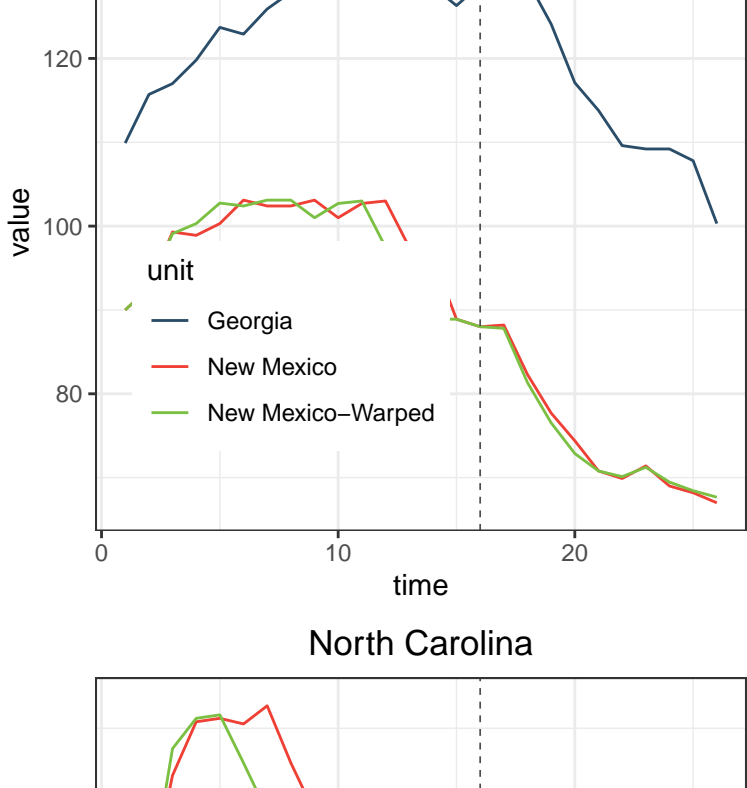 120
100
80
value
unit
Georgia
New Mexico
New Mexico−Warped
0 10 20
time
North Carolina